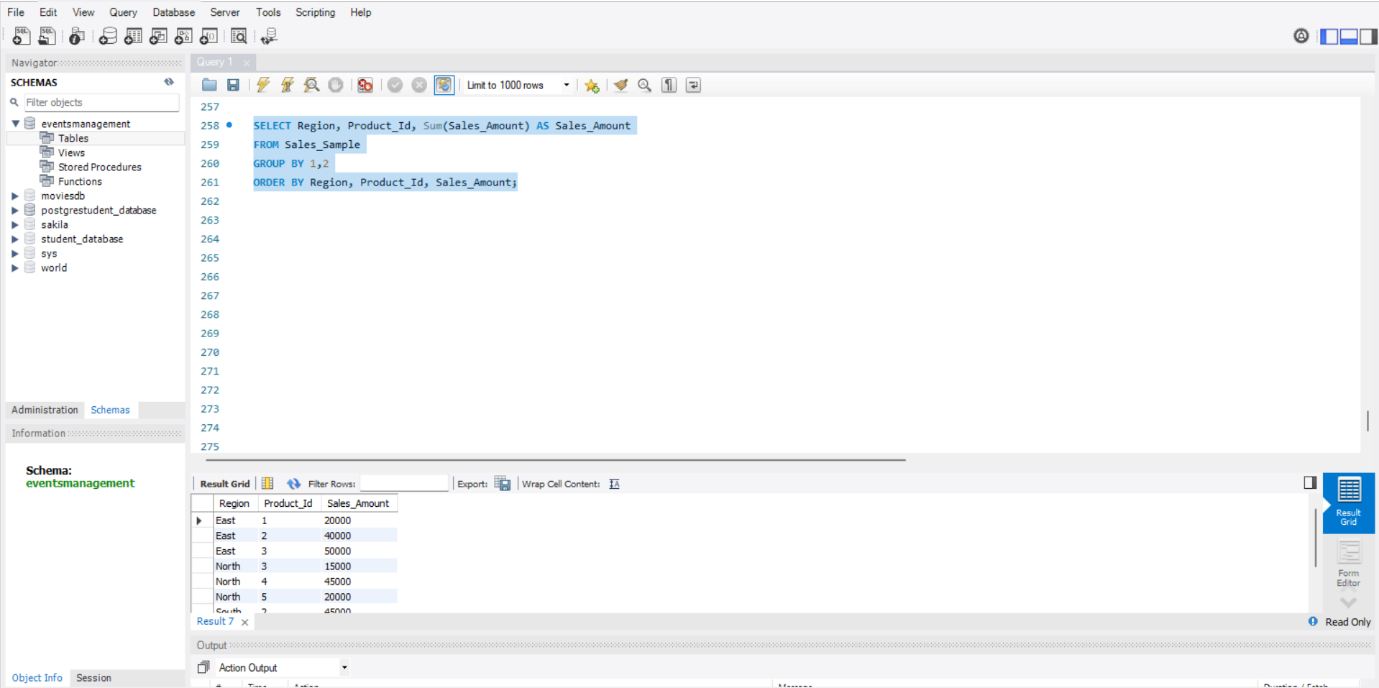 File Edit View Query Database Server Tools Scripting Help
Navigator
Query 1
SCHEMAS
Limit to 1000 rows
Filter objects
eventsmanagement
Tables
Views
Stored Procedures
Functions
moviesdb
postgrestudent_database
sakila
student_database
sys
world
257
258 SELECT Region, Product_Id, Sum(Sales_Amount) AS Sales_Amount
259 FROM Sales_Sample
260 GROUP BY 1,2
261 ORDER BY Region, Product_Id, Sales_Amount;
262
263
264
265
266
267
268
269
270
271
272
273
274
275
Administration Schemas
Information
Schema:
eventsmanagement
Result Grid Filter Rows: Export: Wrap Cell Content:
Region Product_Id Sales_Amount
East 1 20000
East 2 40000
East 3 50000
North 3 15000
North 4 45000
North 5 20000
South 2 45000
Result Grid
Form Editor
Result 7
Read Only
Output
Action Output
Object Info Session
# Time Action Message Duration / Fetch